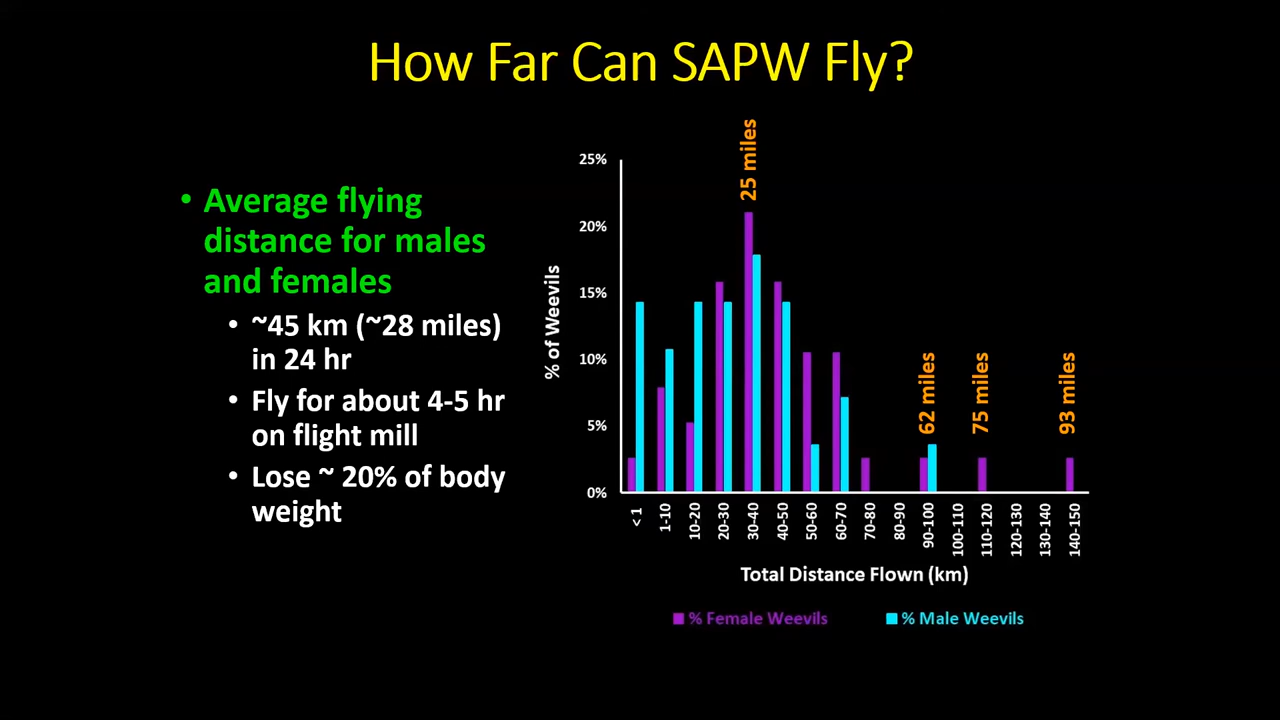 How Far Can SAPW Fly?
• Average flying
distance for males
and females
• ~45 km (~28 miles)
in 24 hr
• Fly for about 4-5 hr
on flight mill
• Lose ~ 20% of body
weight
% of Weevils
25%
20%
15%
10%
5%
0%
25 miles
62 miles
75 miles
93 miles
< 1
1-10
10-20
20-30
30-40
40-50
50-60
60-70
70-80
80-90
90-100
100-110
110-120
120-130
130-140
140-150
Total Distance Flown (km)
% Female Weevils
% Male Weevils